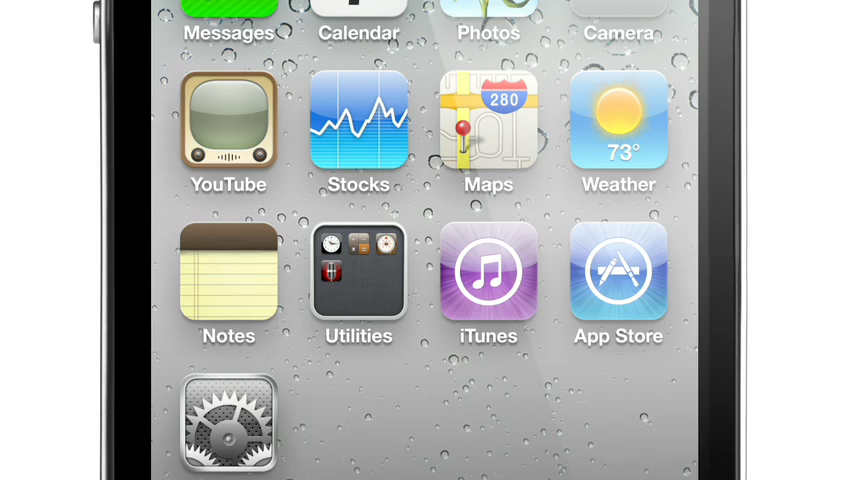 Messages Calendar Photos Camera
280
73°
YouTube Stocks Maps Weather
Notes Utilities iTunes App Store